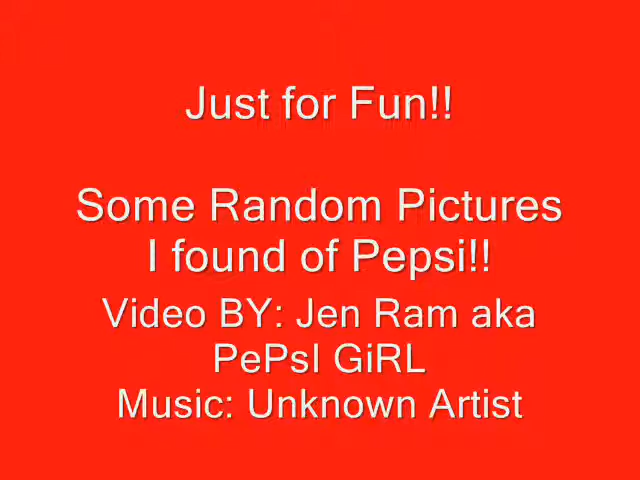 Just for Fun!!
Some Random Pictures
I found of Pepsi!!
Video BY: Jen Ram aka
PePsI GiRL
Music: Unknown Artist